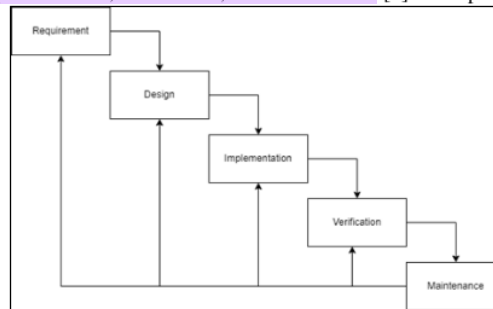 Requirement
Design
Implementation
Verification
Maintenance